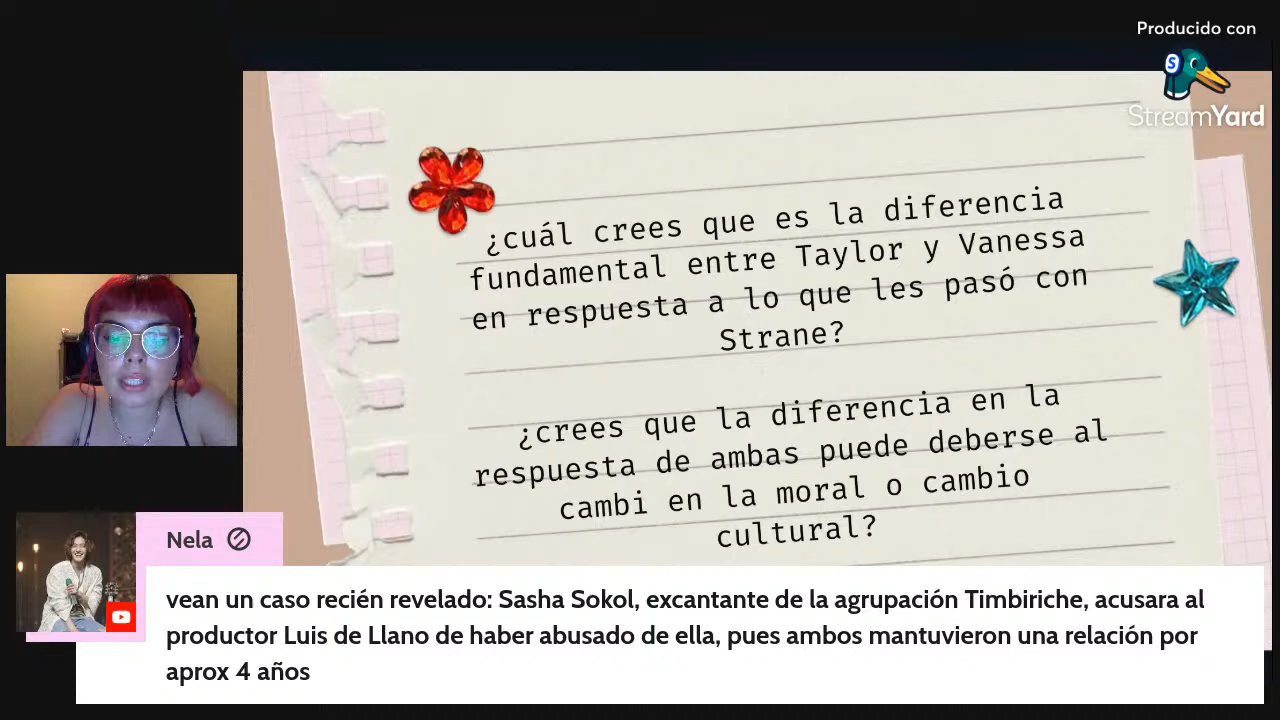 Producido con
StreamYard
¿cuál crees que es la diferencia
fundamental entre Taylor y Vanessa
en respuesta a lo que les pasó con
Strane?
¿crees que la diferencia en la
respuesta de ambas puede deberse al
cambi en la moral o cambio
cultural?
Nela
vean un caso recién revelado: Sasha Sokol, excantante de la agrupación Timbiriche, acusara al
productor Luis de Llano de haber abusado de ella, pues ambos mantuvieron una relación por
aprox 4 años